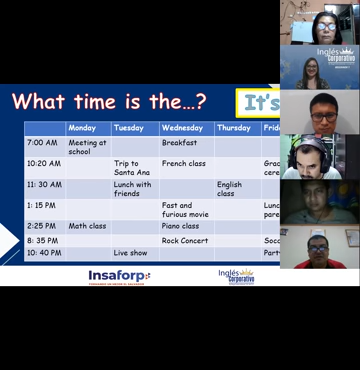 Inglés
Corporativo
What time is the...?
It's
Monday Tuesday Wednesday Thursday
7:00 AM Meeting at school Breakfast
10:20 AM Trip to Santa Ana French class
11: 30 AM Lunch with friends English class
1: 15 PM Fast and furious movie
2:25 PM Math class Piano class
8: 35 PM Rock Concert
10: 40 PM Live show
Insaforp
Inglés
Corporativo